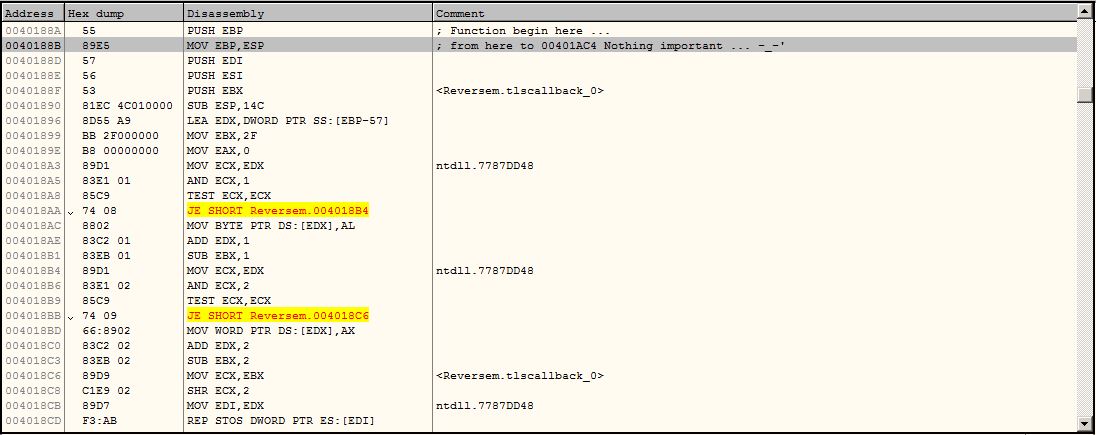 Address Hex dump Disassembly Comment
0040188A 55 PUSH EBP ; Function begin here ...
0040188B 89E5 MOV EBP,ESP ; from here to 00401AC4 Nothing important ... -_-'
0040188D 57 PUSH EDI
0040188E 56 PUSH ESI
0040188F 53 PUSH EBX <Reversem.tlscallback_0>
00401890 81EC 4C010000 SUB ESP,14C
00401896 8D55 A9 LEA EDX,DWORD PTR SS:[EBP-57]
00401899 BB 2F000000 MOV EBX,2F
0040189E B8 00000000 MOV EAX,0
004018A3 89D1 MOV ECX,EDX ntdll.7787DD48
004018A5 83E1 01 AND ECX,1
004018A8 85C9 TEST ECX,ECX
004018AA 74 08 JE SHORT Reversem.004018B4
004018AC 8802 MOV BYTE PTR DS:[EDX],AL
004018AE 83C2 01 ADD EDX,1
004018B1 83EB 01 SUB EBX,1
004018B4 89D1 MOV ECX,EDX ntdll.7787DD48
004018B6 83E1 02 AND ECX,2
004018B9 85C9 TEST ECX,ECX
004018BB 74 09 JE SHORT Reversem.004018C6
004018BD 66:8902 MOV WORD PTR DS:[EDX],AX
004018C0 83C2 02 ADD EDX,2
004018C3 83EB 02 SUB EBX,2
004018C6 89D9 MOV ECX,EBX <Reversem.tlscallback_0>
004018C8 C1E9 02 SHR ECX,2
004018CB 89D7 MOV EDI,EDX ntdll.7787DD48
004018CD F3:AB REP STOS DWORD PTR ES:[EDI]